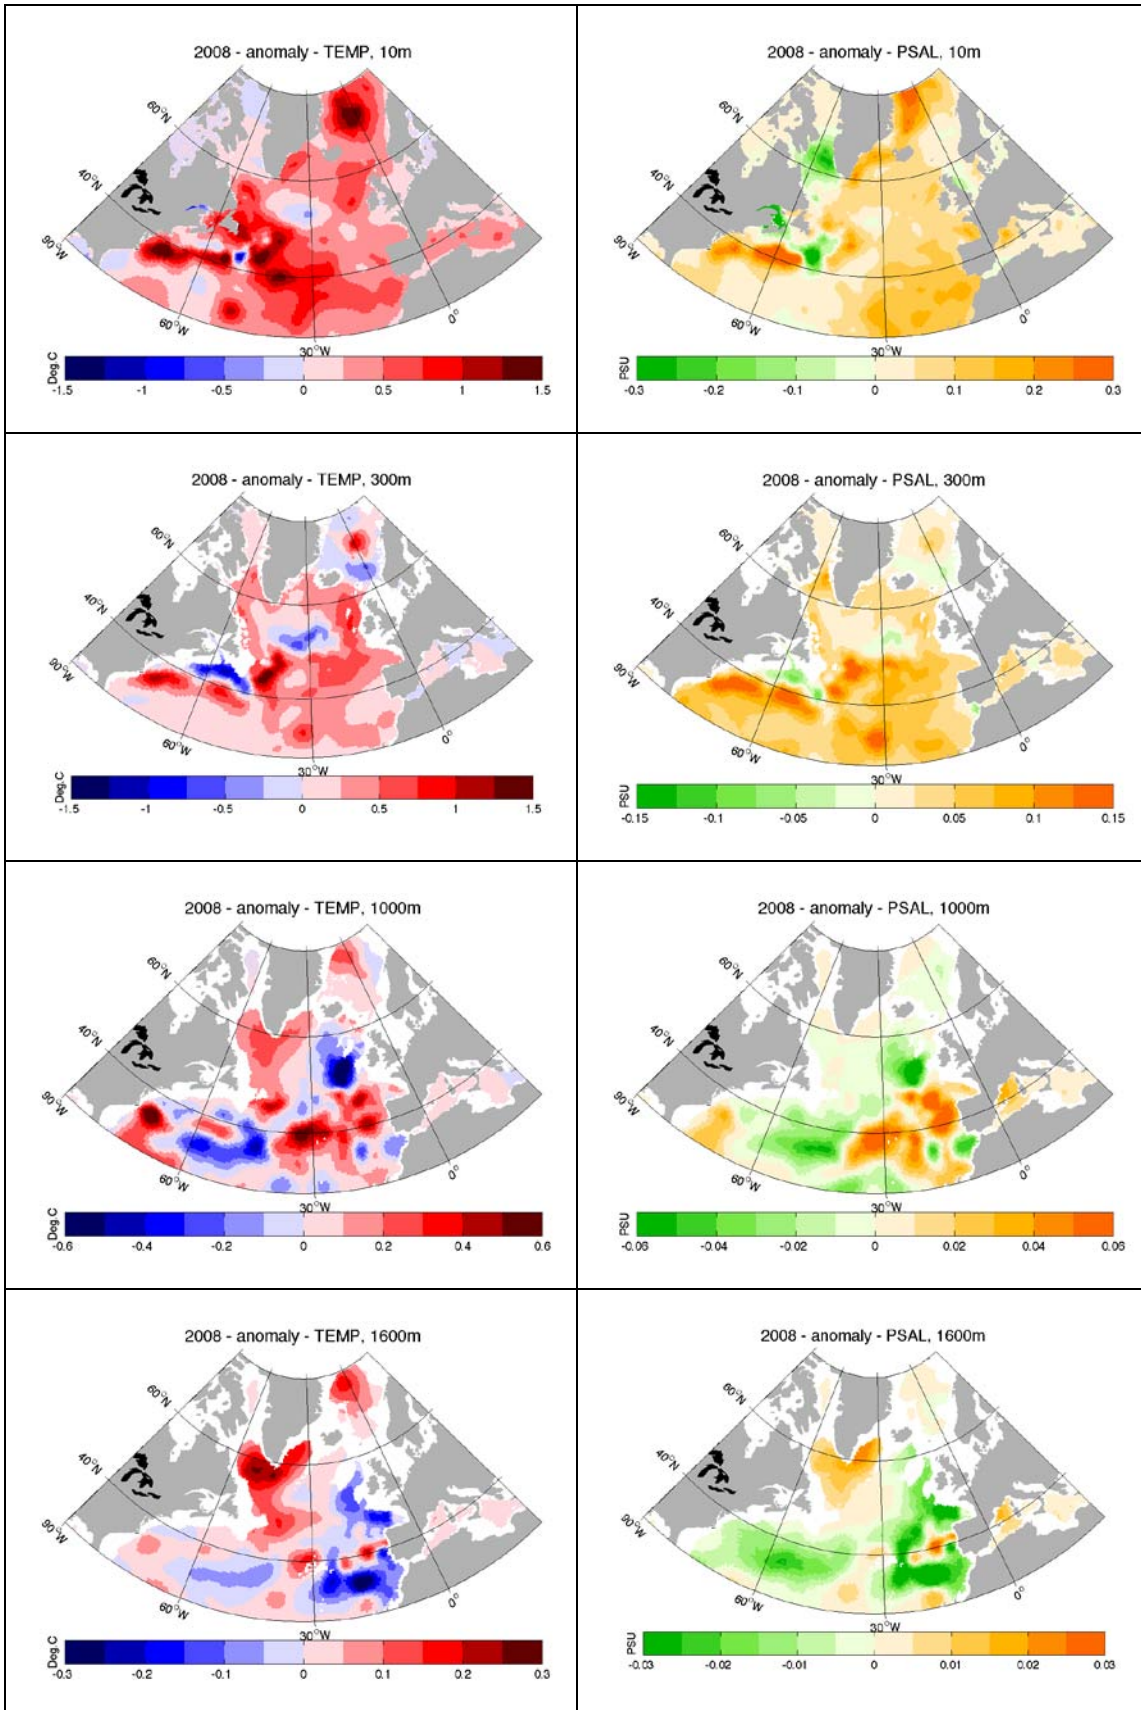 2008 - anomaly - TEMP, 10m
60°N
40°N
90°W
60°W
30°W
0°
Deg.C
-1.5 -1 -0.5 0 0.5 1 1.5
2008 - anomaly - PSAL, 10m
60°N
40°N
90°W
60°W
30°W
0°
PSU
-0.3 -0.2 -0.1 0 0.1 0.2 0.3
2008 - anomaly - TEMP, 300m
60°N
40°N
90°W
60°W
30°W
0°
Deg.C
-1.5 -1 -0.5 0 0.5 1 1.5
2008 - anomaly - PSAL, 300m
60°N
40°N
90°W
60°W
30°W
0°
PSU
-0.15 -0.1 -0.05 0 0.05 0.1 0.15
2008 - anomaly - TEMP, 1000m
60°N
40°N
90°W
60°W
30°W
0°
Deg.C
-0.6 -0.4 -0.2 0 0.2 0.4 0.6
2008 - anomaly - PSAL, 1000m
60°N
40°N
90°W
60°W
30°W
0°
PSU
-0.06 -0.04 -0.02 0 0.02 0.04 0.06
2008 - anomaly - TEMP, 1600m
60°N
40°N
90°W
60°W
30°W
0°
Deg.C
-0.3 -0.2 -0.1 0 0.1 0.2 0.3
2008 - anomaly - PSAL, 1600m
60°N
40°N
90°W
60°W
30°W
0°
PSU
-0.03 -0.02 -0.01 0 0.01 0.02 0.03